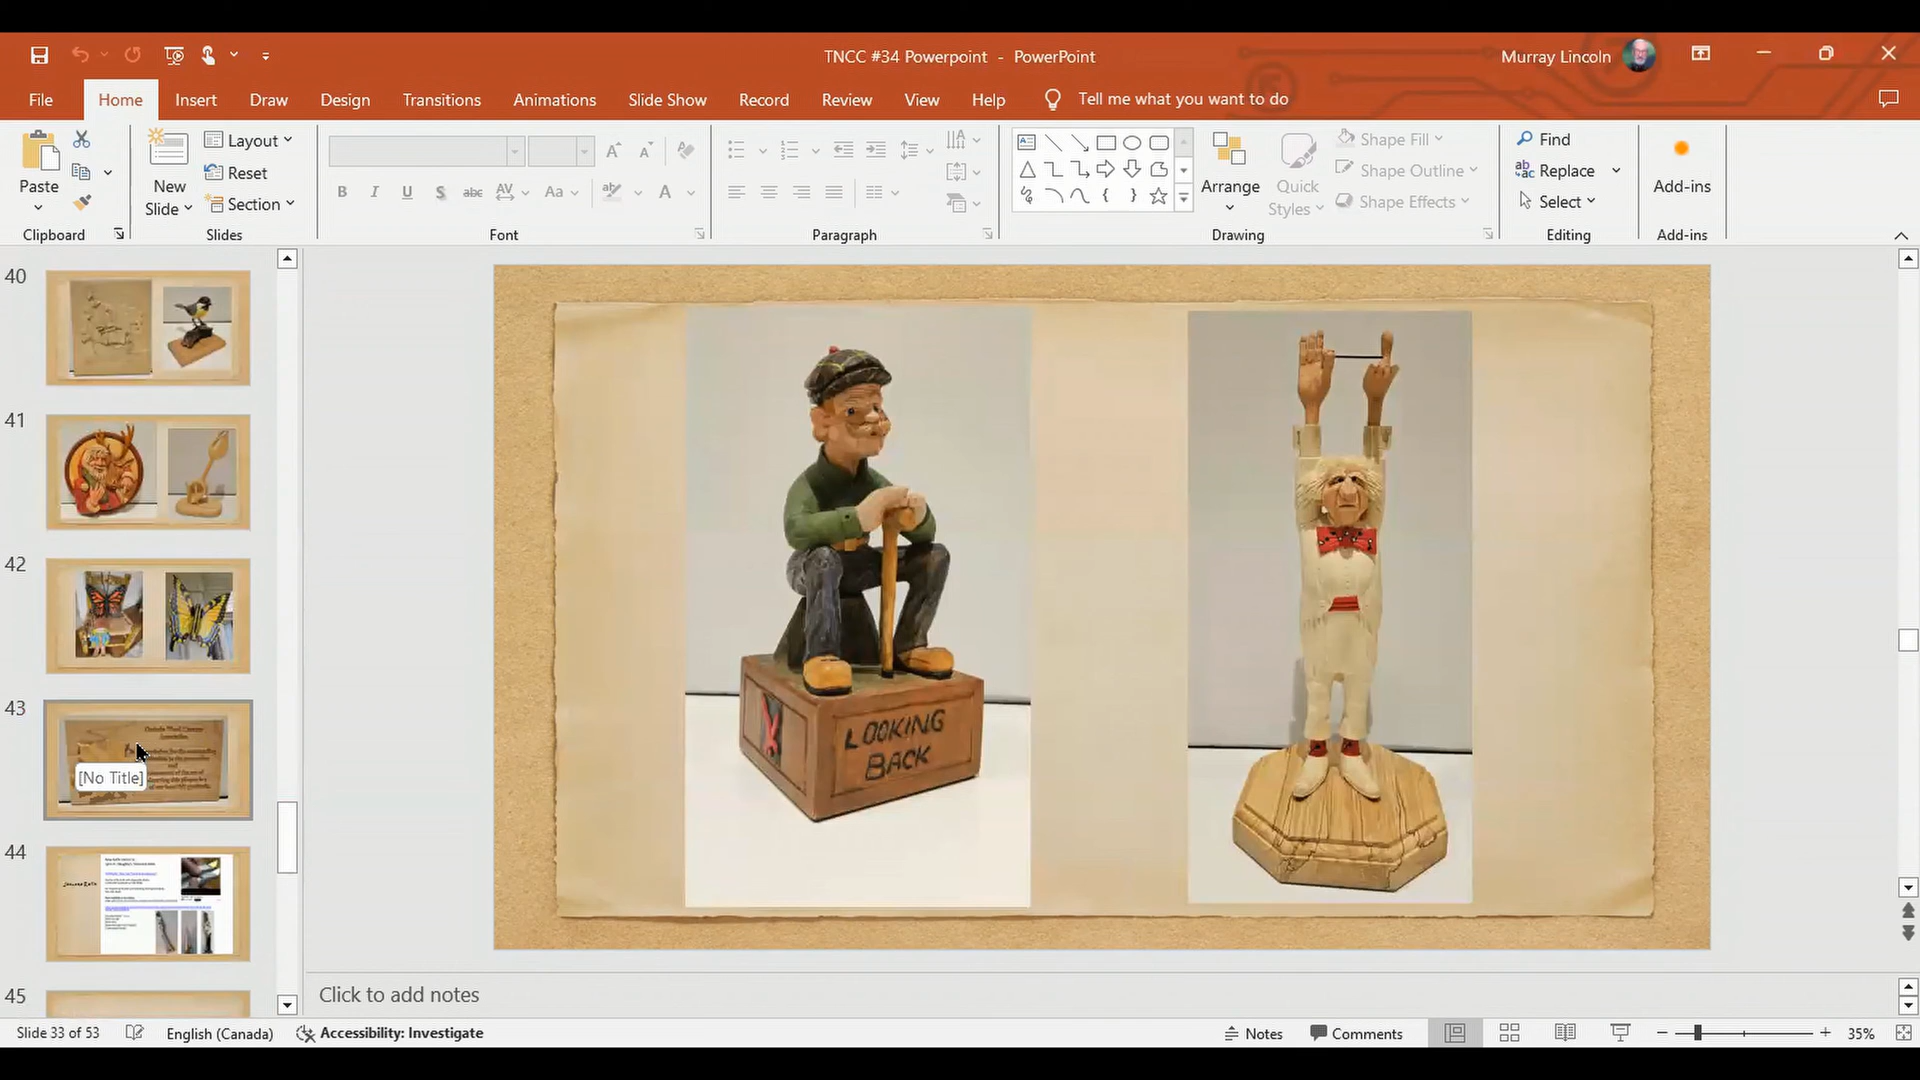 TNCC #34 Powerpoint - PowerPoint
Murray Lincoln
File
Home
Insert
Draw
Design
Transitions
Animations
Slide Show
Record
Review
View
Help
Tell me what you want to do
Paste
New
Slide
Layout
Reset
Section
B I U S abc AV Aa A
Arrange
Quick
Styles
Shape Fill
Shape Outline
Shape Effects
Find
Replace
Select
Add-ins
Clipboard
Slides
Font
Paragraph
Drawing
Editing
Add-ins
40
41
42
43
[No Title]
44
45
LOOKING
BACK
Click to add notes
Slide 33 of 53
English (Canada)
Accessibility: Investigate
Notes
Comments
35%